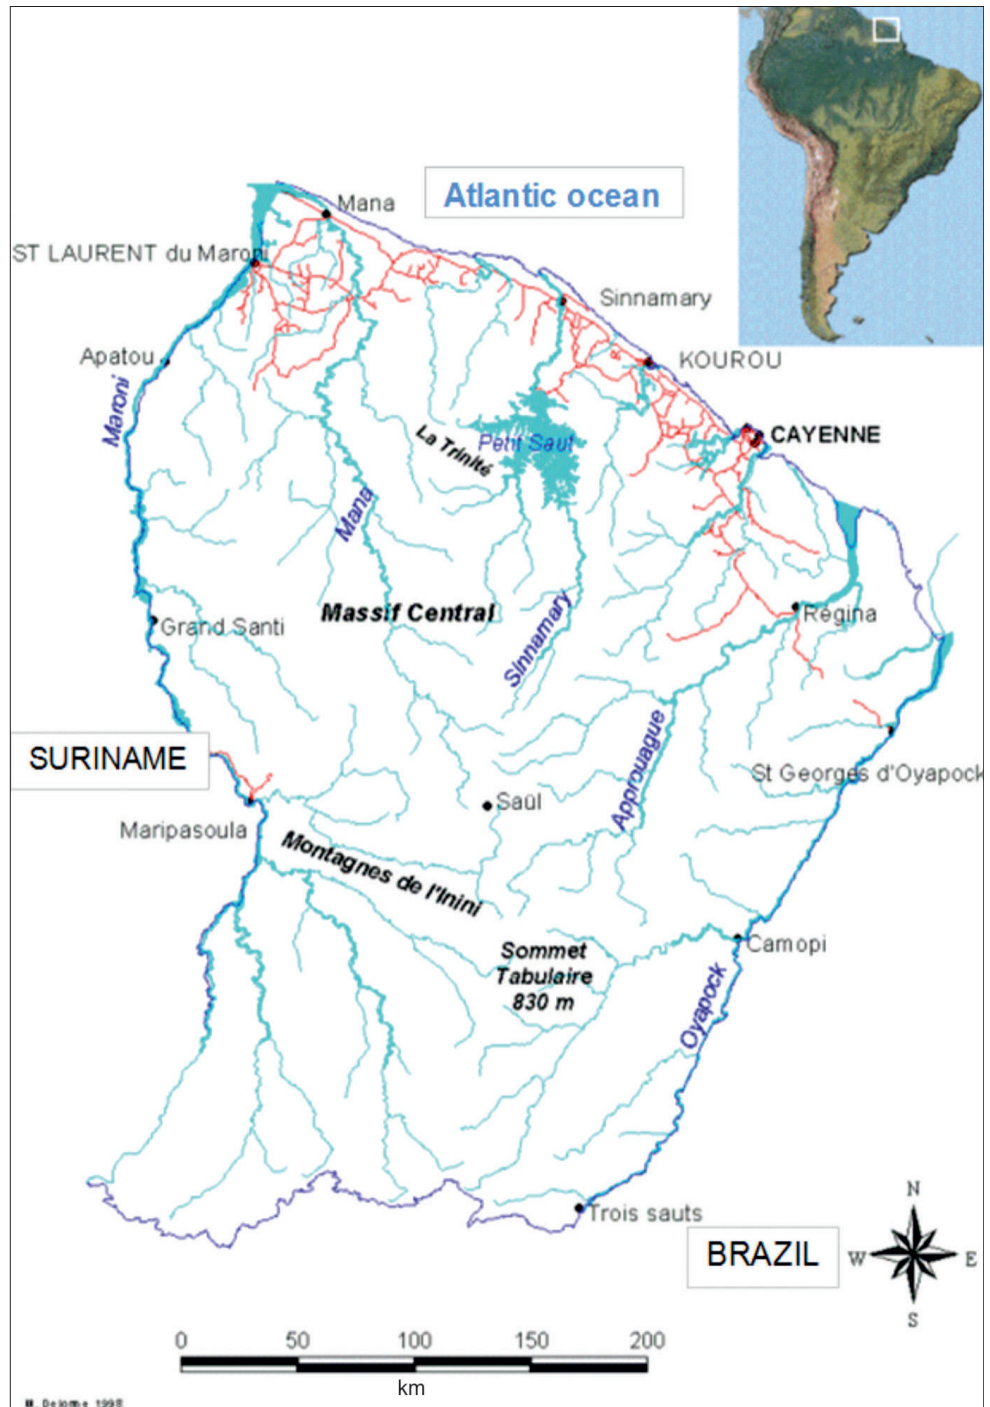 Mana
Atlantic ocean
ST LAURENT du Maroni
Sinnamary
Apatou
KOUROU
Maroni
La Trinité
Petit Saut
CAYENNE
Mana
Massif Central
Grand Santi
Sinnamary
Régina
SURINAME
Approuague
St Georges d'Oyapock
Saül
Maripasoula
Montagnes de l'Inini
Sommet
Tabulaire
830 m
Camopi
Oyapock
Trois sauts
BRAZIL
N
W
E
S
0 50 100 150 200
km
M. Delorme 1998